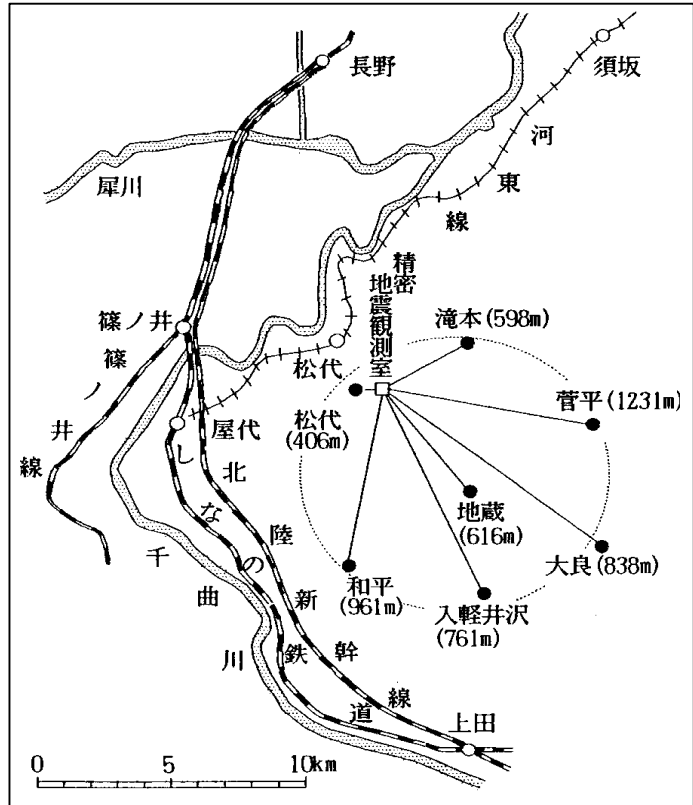 長野
須坂
犀川
河東線
精密
地震観測室
篠ノ井
篠ノ井線
松代
滝本(598m)
菅平(1231m)
松代
(406m)
屋代
しなの鉄道
北陸新幹線
地蔵
(616m)
大良(838m)
千曲川
和平
(961m)
入軽井沢
(761m)
上田
0 5 10km